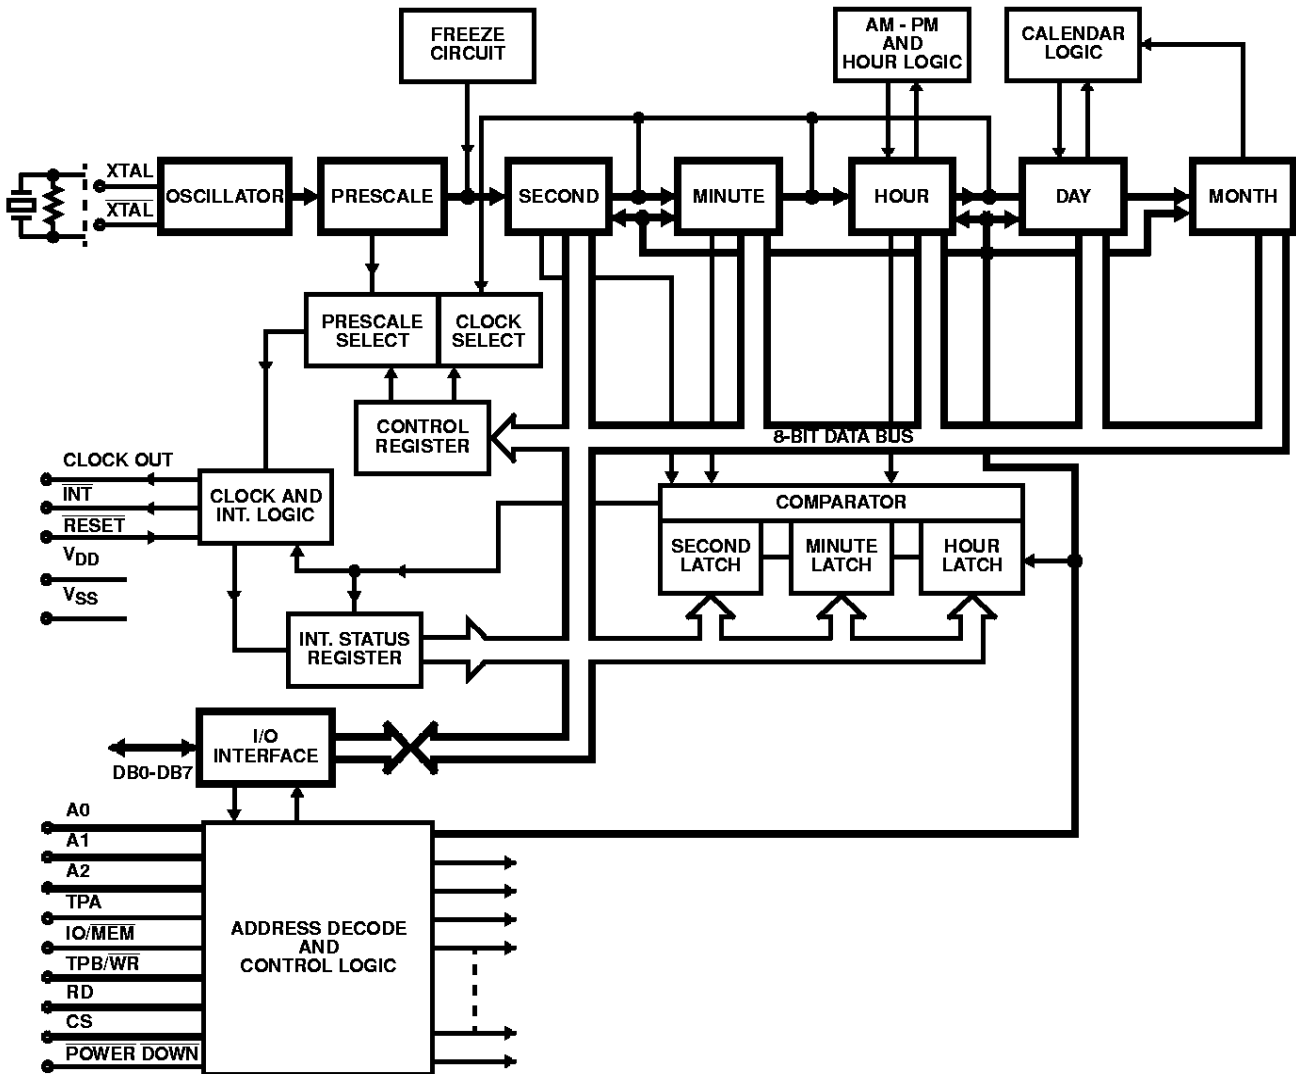 FREEZE
CIRCUIT
AM - PM
AND
HOUR LOGIC
CALENDAR
LOGIC
XTAL
XTAL
OSCILLATOR
PRESCALE
SECOND
MINUTE
HOUR
DAY
MONTH
PRESCALE
SELECT
CLOCK
SELECT
CONTROL
REGISTER
8-BIT DATA BUS
CLOCK OUT
INT
RESET
VDD
VSS
CLOCK AND
INT. LOGIC
COMPARATOR
SECOND
LATCH
MINUTE
LATCH
HOUR
LATCH
INT. STATUS
REGISTER
I/O
INTERFACE
DB0-DB7
A0
A1
A2
TPA
IO/MEM
TPB/WR
RD
CS
POWER DOWN
ADDRESS DECODE
AND
CONTROL LOGIC